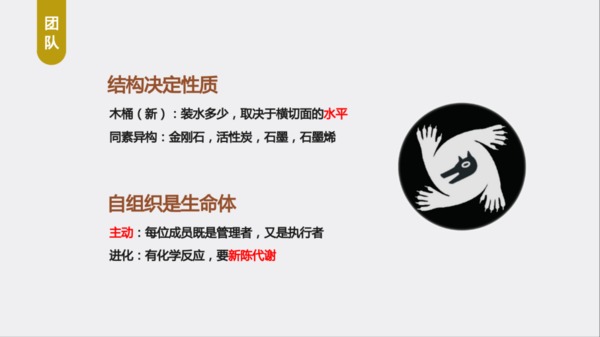 团
队
结构决定性质
木桶（新）：装水多少，取决于横切面的水平
同素异构：金刚石，活性炭，石墨，石墨烯
自组织是生命体
主动：每位成员既是管理者，又是执行者
进化：有化学反应，要新陈代谢